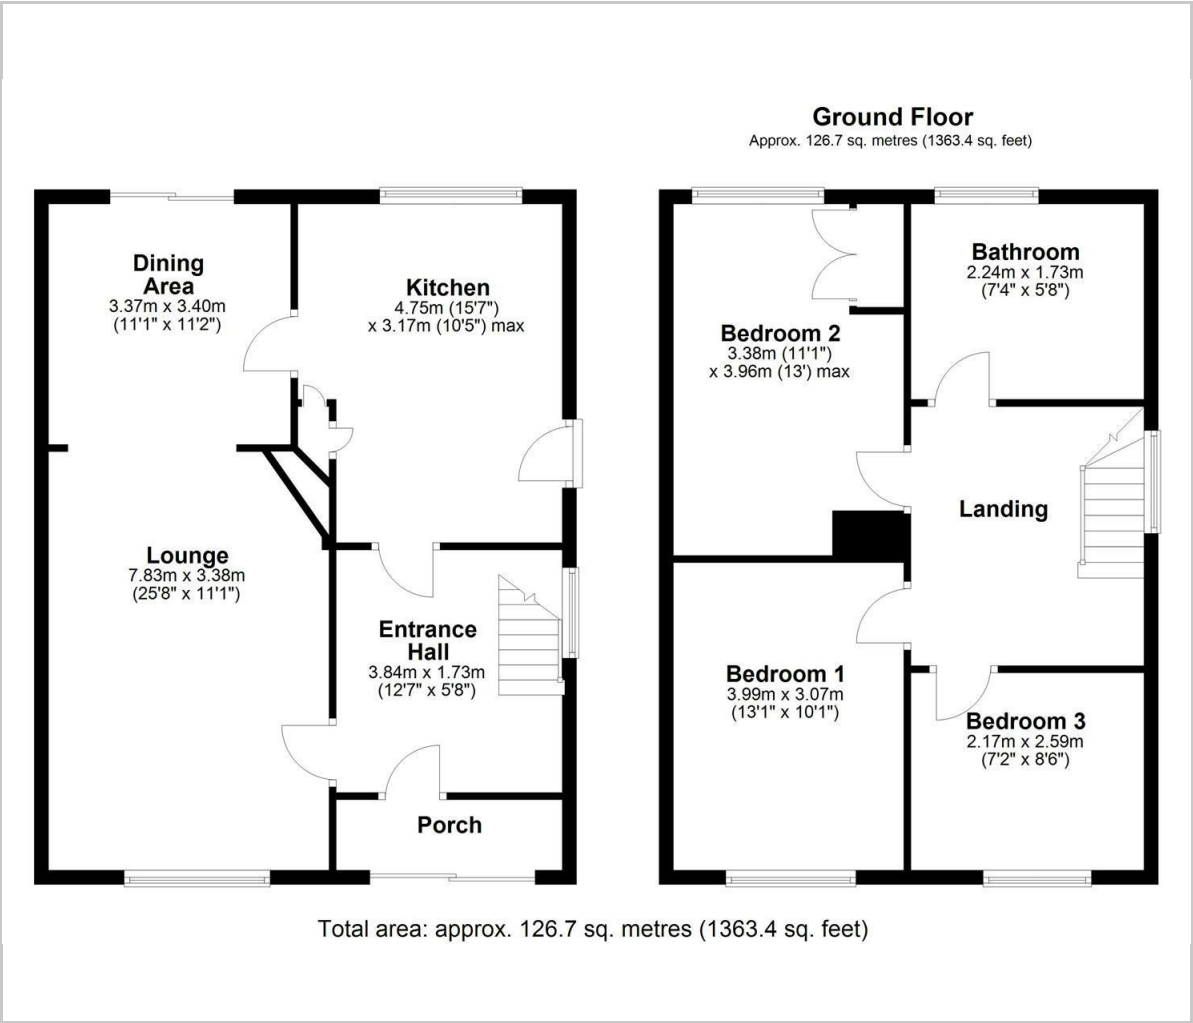 Ground Floor
Approx. 126.7 sq. metres (1363.4 sq. feet)
Dining
Area
3.37m x 3.40m
(11'1" x 11'2")
Kitchen
4.75m (15'7")
x 3.17m (10'5") max
Lounge
7.83m x 3.38m
(25'8" x 11'1")
Entrance
Hall
3.84m x 1.73m
(12'7" x 5'8")
Porch
Bedroom 2
3.38m (11'1")
x 3.96m (13') max
Bathroom
2.24m x 1.73m
(7'4" x 5'8")
Landing
Bedroom 1
3.99m x 3.07m
(13'1" x 10'1")
Bedroom 3
2.17m x 2.59m
(7'2" x 8'6")
Total area: approx. 126.7 sq. metres (1363.4 sq. feet)